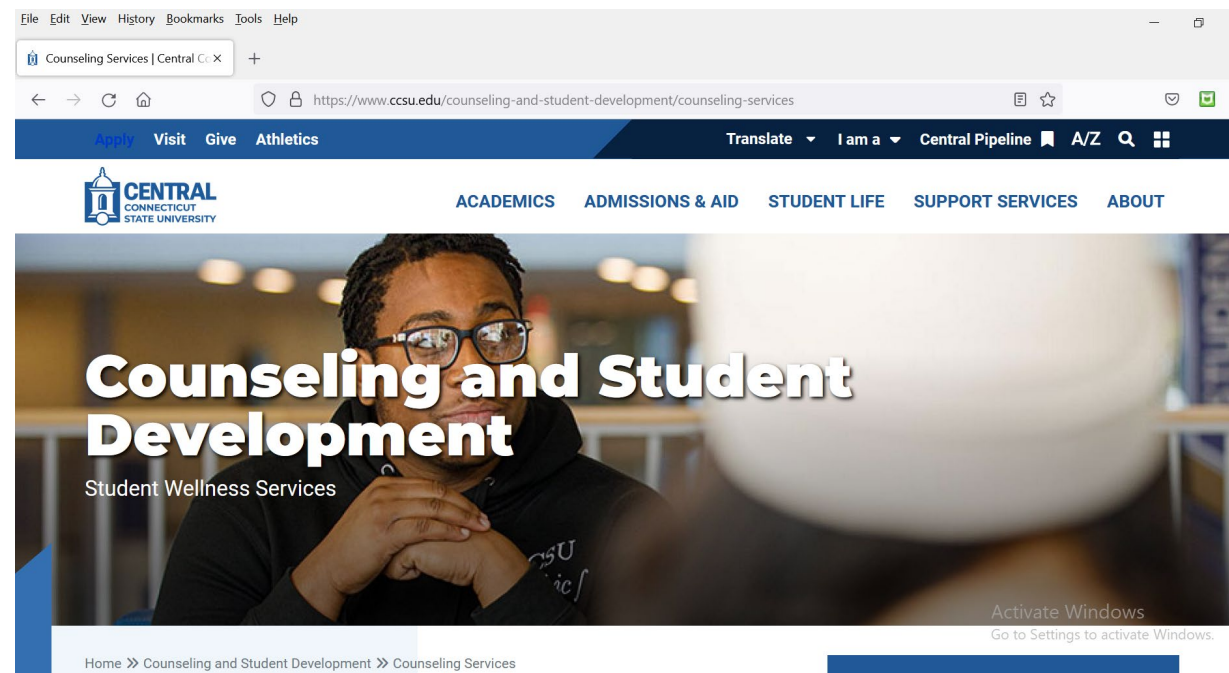 File Edit View History Bookmarks Tools Help
Counseling Services | Central Co
https://www.ccsu.edu/counseling-and-student-development/counseling-services
Apply Visit Give Athletics Translate I am a Central Pipeline A/Z
CENTRAL
CONNECTICUT
STATE UNIVERSITY
ACADEMICS ADMISSIONS & AID STUDENT LIFE SUPPORT SERVICES ABOUT
Counseling and Student
Development
Student Wellness Services
CSU
STUDENT
Activate Windows
Go to Settings to activate Windows.
Home » Counseling and Student Development » Counseling Services